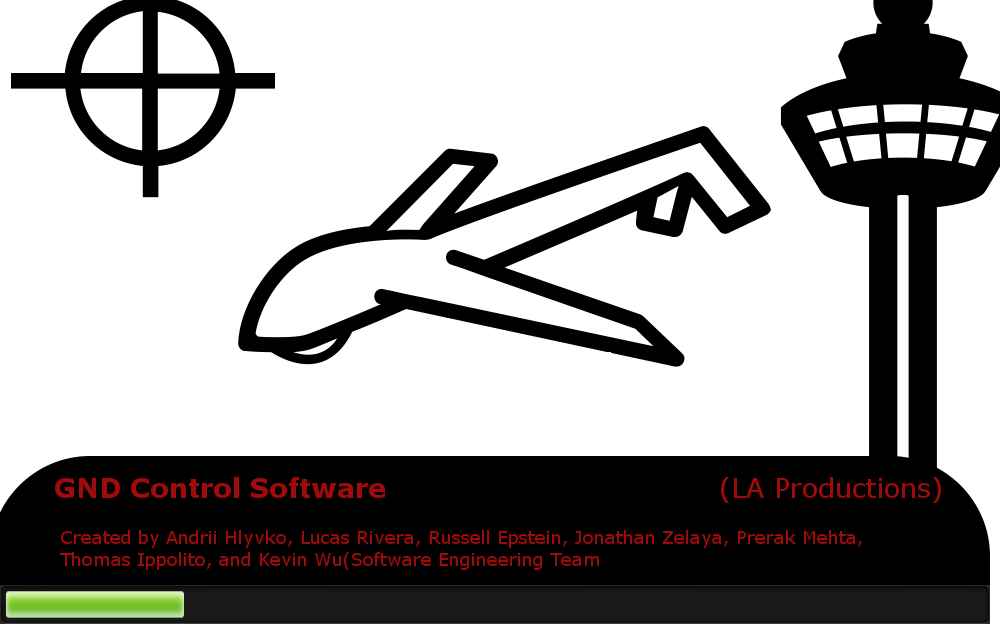 GND Control Software
(LA Productions)
Created by Andrii Hlyvko, Lucas Rivera, Russell Epstein, Jonathan Zelaya, Prerak Mehta,
Thomas Ippolito, and Kevin Wu(Software Engineering Team